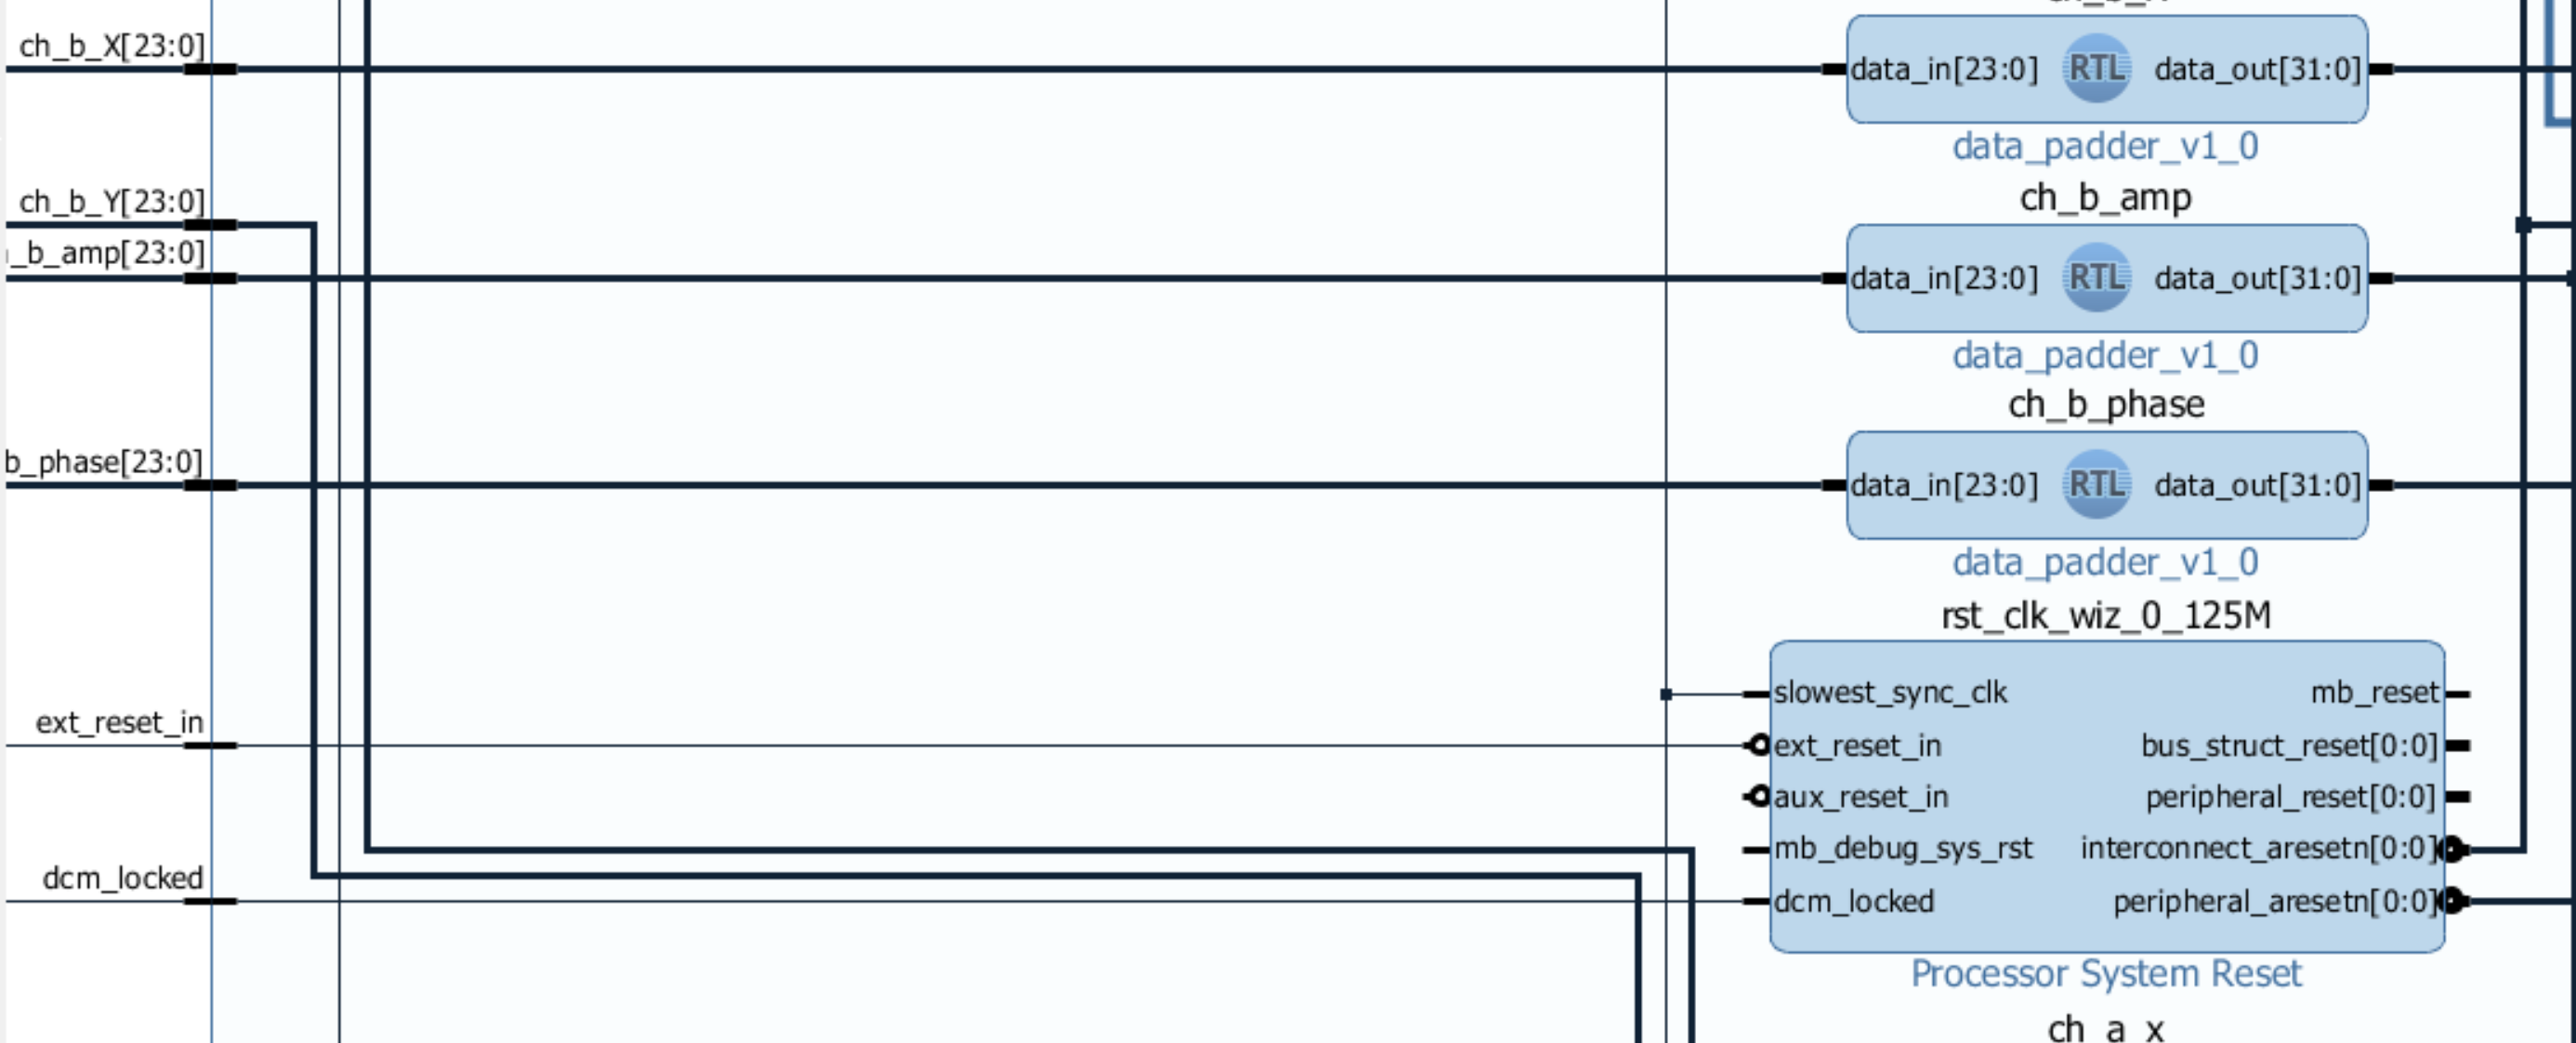 ch_b_X[23:0]
data_in[23:0] RTL data_out[31:0]
data_padder_v1_0
ch_b_Y[23:0]
ch_b_amp
_b_amp[23:0]
data_in[23:0] RTL data_out[31:0]
data_padder_v1_0
ch_b_phase
b_phase[23:0]
data_in[23:0] RTL data_out[31:0]
data_padder_v1_0
rst_clk_wiz_0_125M
slowest_sync_clk mb_reset
ext_reset_in
ext_reset_in bus_struct_reset[0:0]
aux_reset_in peripheral_reset[0:0]
mb_debug_sys_rst interconnect_aresetn[0:0]
dcm_locked
dcm_locked peripheral_aresetn[0:0]
Processor System Reset
ch_a_x